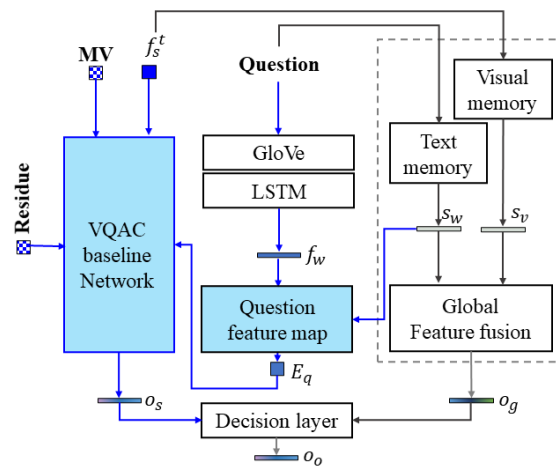 MV
f_s^t
Question
Visual
memory
GloVe
Text
memory
LSTM
Residue
VQAC
baseline
Network
s_w
s_v
f_w
Question
feature map
Global
Feature fusion
E_q
o_s
o_g
Decision layer
o_o